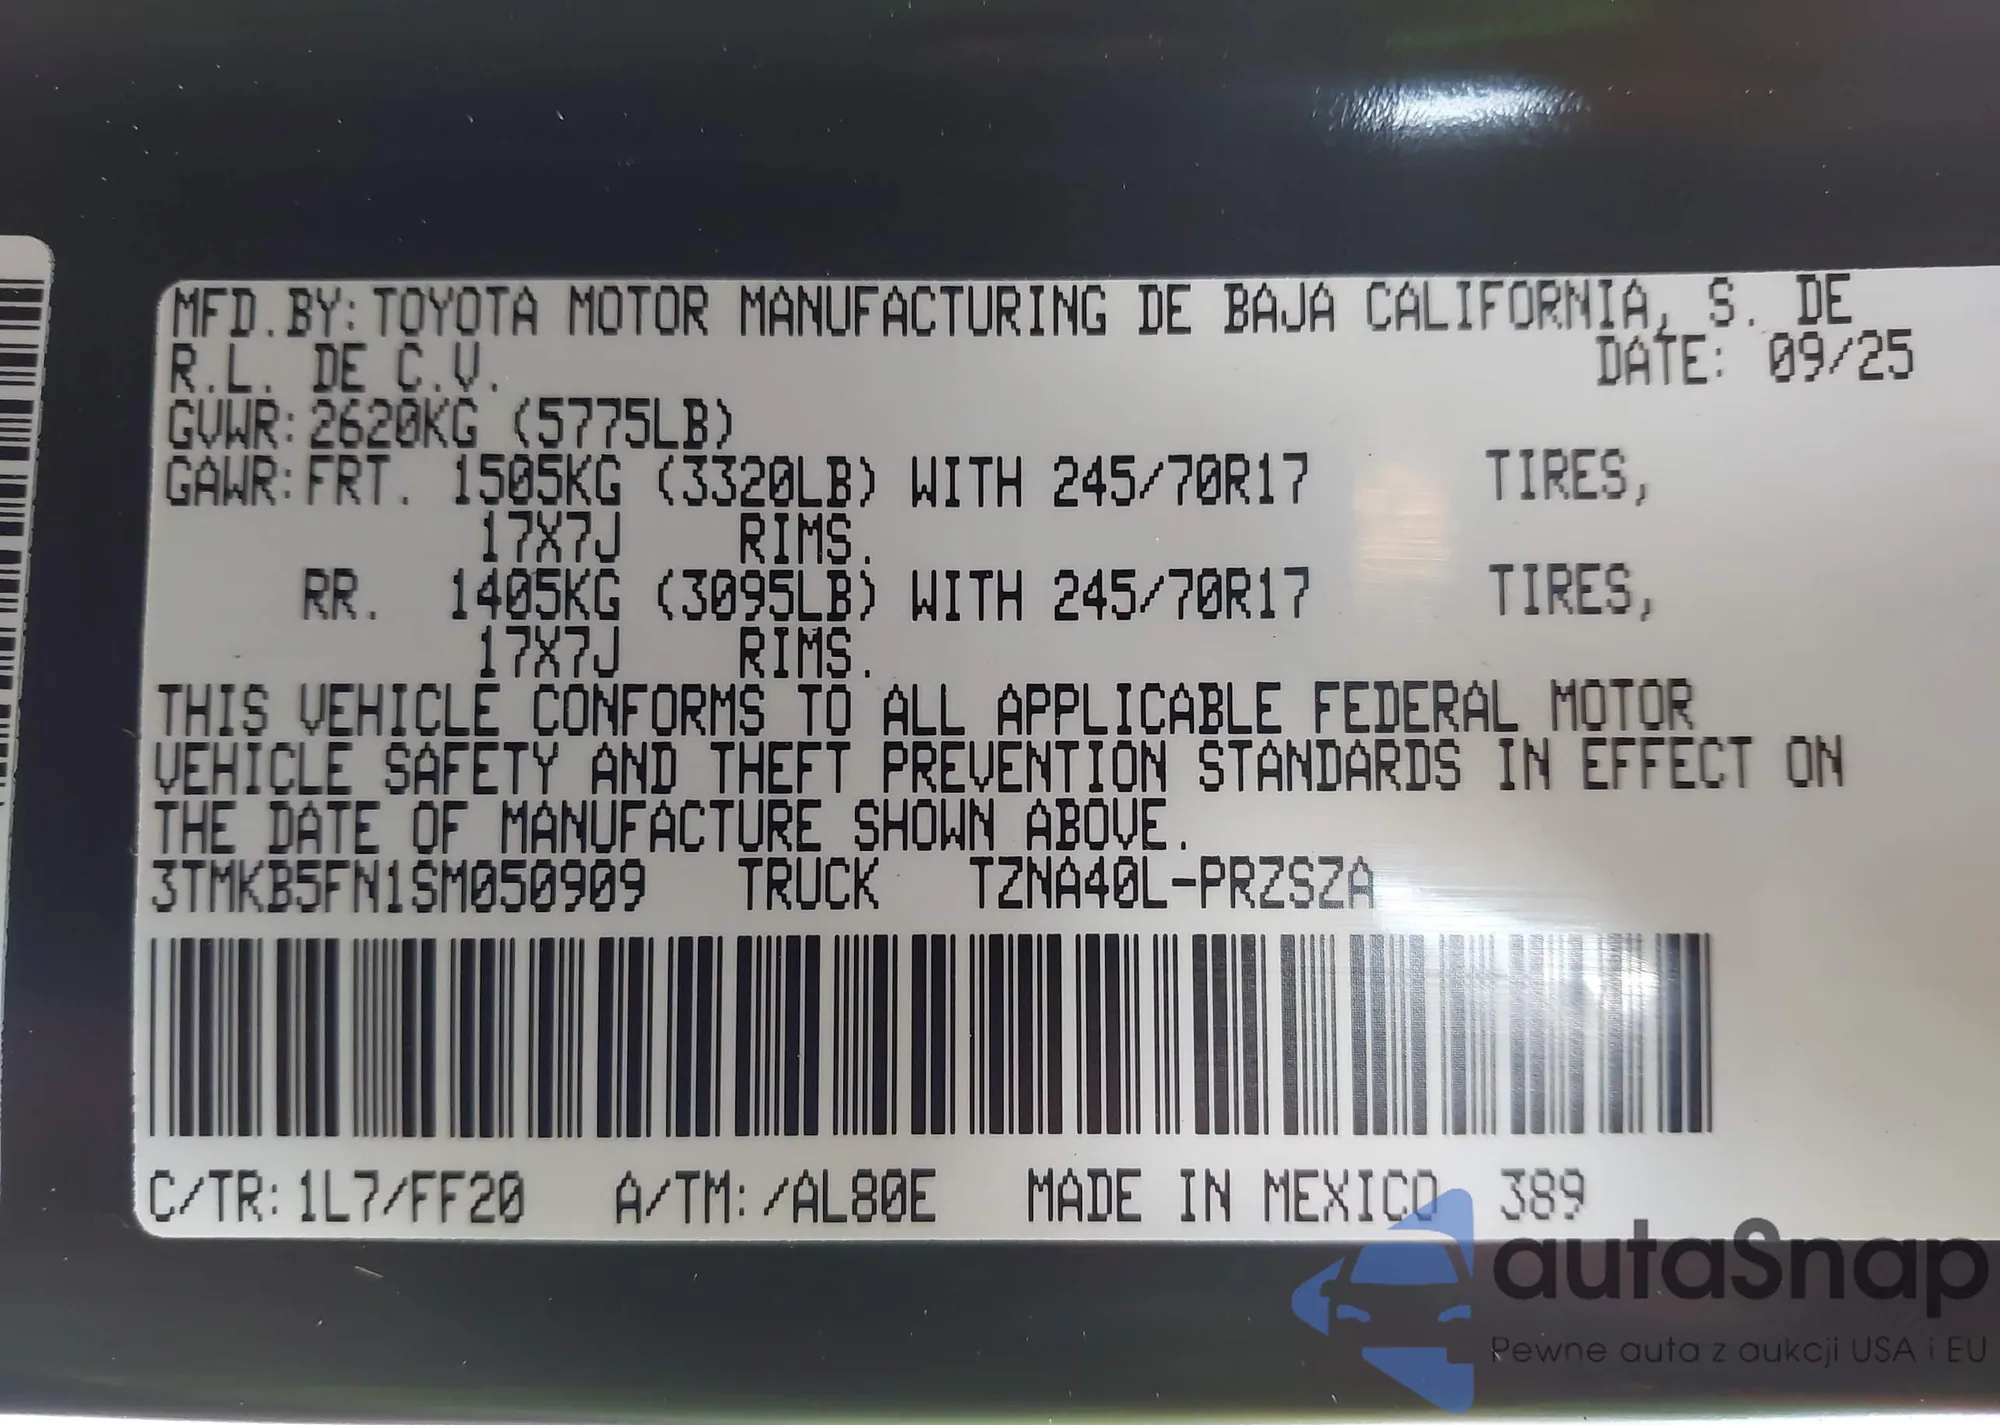 MFD.BY:TOYOTA MOTOR MANUFACTURING DE BAJA CALIFORNIA, S. DE
R.L. DE C.V.
DATE: 09/25
GVWR:2620KG (5775LB)
GAWR:FRT. 1505KG (3320LB) WITH 245/70R17 TIRES,
17X7J RIMS.
RR. 1405KG (3095LB) WITH 245/70R17 TIRES,
17X7J RIMS.
THIS VEHICLE CONFORMS TO ALL APPLICABLE FEDERAL MOTOR
VEHICLE SAFETY AND THEFT PREVENTION STANDARDS IN EFFECT ON
THE DATE OF MANUFACTURE SHOWN ABOVE.
3TMKB5FN1SM050909 TRUCK TZNA40L-PRZSZA
C/TR:1L7/FF20 A/TM:/AL80E MADE IN MEXICO 389
autaSnap
Pewne auta z aukcji USA i EU